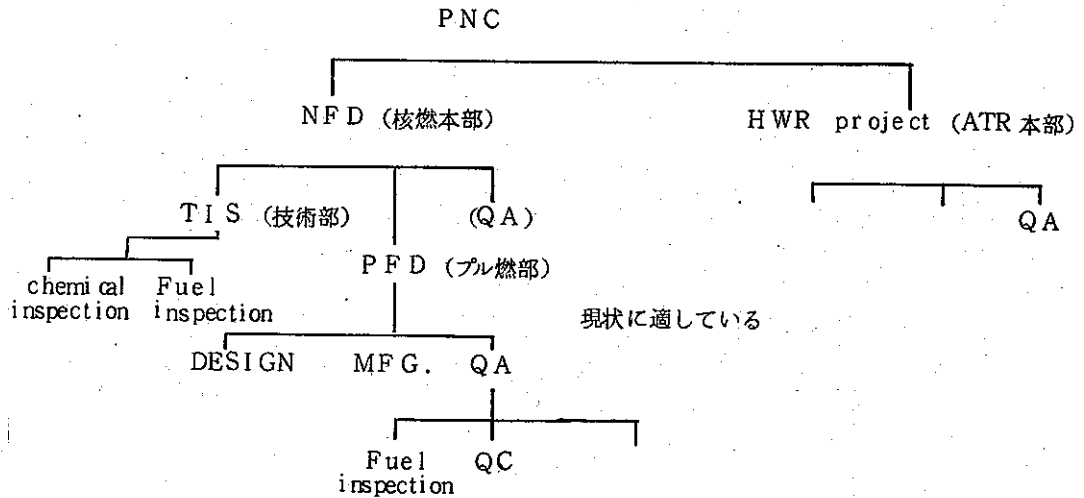 PNC
NFD (核燃本部)
HWR project (ATR本部)
TIS (技術部)
(QA)
QA
PFD (プル燃部)
chemical inspection
Fuel inspection
現状に適している
DESIGN
MFG.
QA
Fuel inspection
QC